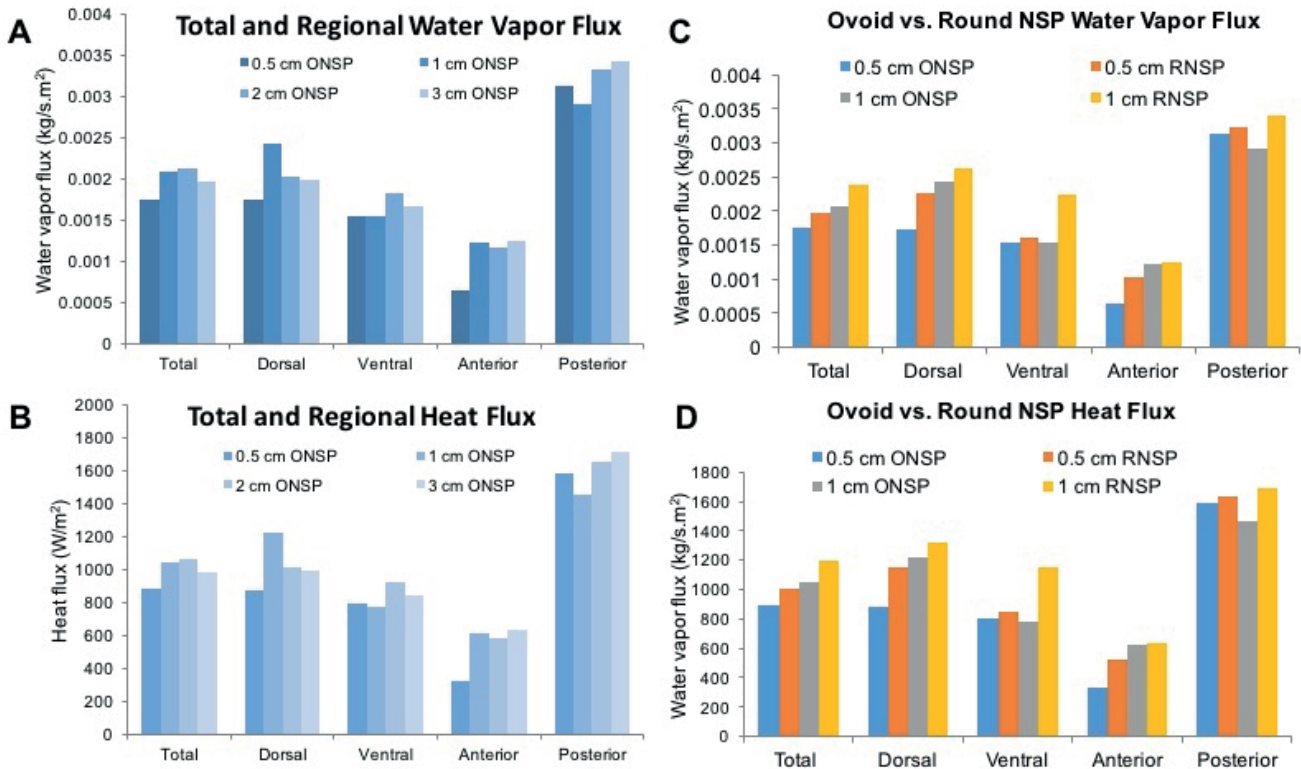 A
Total and Regional Water Vapor Flux
0.5 cm ONSP
1 cm ONSP
2 cm ONSP
3 cm ONSP
Water vapor flux (kg/s.m²)
0.004
0.0035
0.003
0.0025
0.002
0.0015
0.001
0.0005
0
Total
Dorsal
Ventral
Anterior
Posterior
B
Total and Regional Heat Flux
0.5 cm ONSP
1 cm ONSP
2 cm ONSP
3 cm ONSP
Heat flux (W/m²)
2000
1800
1600
1400
1200
1000
800
600
400
200
0
Total
Dorsal
Ventral
Anterior
Posterior
C
Ovoid vs. Round NSP Water Vapor Flux
0.5 cm ONSP
0.5 cm RNSP
1 cm ONSP
1 cm RNSP
Water vapor flux (kg/s.m²)
0.004
0.0035
0.003
0.0025
0.002
0.0015
0.001
0.0005
0
Total
Dorsal
Ventral
Anterior
Posterior
D
Ovoid vs. Round NSP Heat Flux
0.5 cm ONSP
0.5 cm RNSP
1 cm ONSP
1 cm RNSP
Water vapor flux (kg/s.m²)
1800
1600
1400
1200
1000
800
600
400
200
0
Total
Dorsal
Ventral
Anterior
Posterior